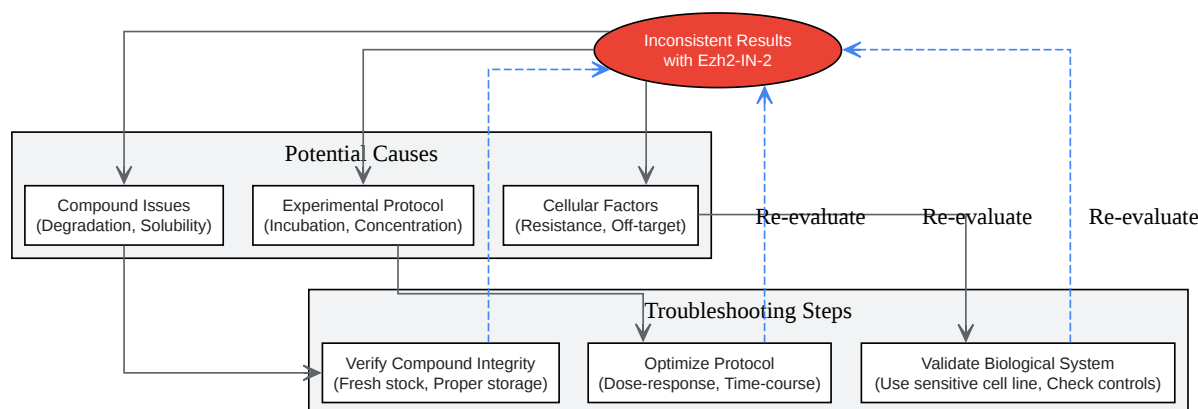 Inconsistent Results
with Ezh2-IN-2
Potential Causes
Compound Issues
(Degradation, Solubility)
Experimental Protocol
(Incubation, Concentration)
Cellular Factors
(Resistance, Off-target)
Re-evaluate
Re-evaluate
Re-evaluate
Troubleshooting Steps
Verify Compound Integrity
(Fresh stock, Proper storage)
Optimize Protocol
(Dose-response, Time-course)
Validate Biological System
(Use sensitive cell line, Check controls)